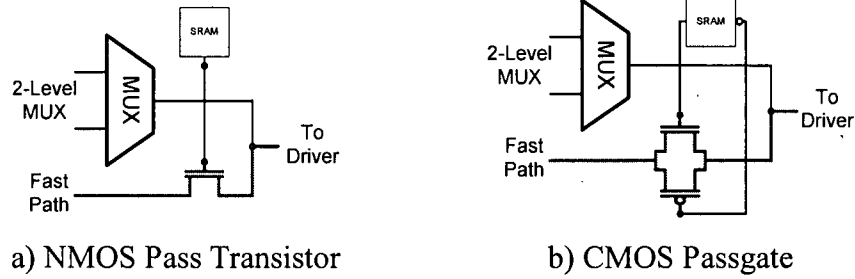 SRAM
2-Level
MUX
MUX
To
Driver
Fast
Path
a) NMOS Pass Transistor
SRAM
2-Level
MUX
MUX
To
Driver
Fast
Path
b) CMOS Passgate